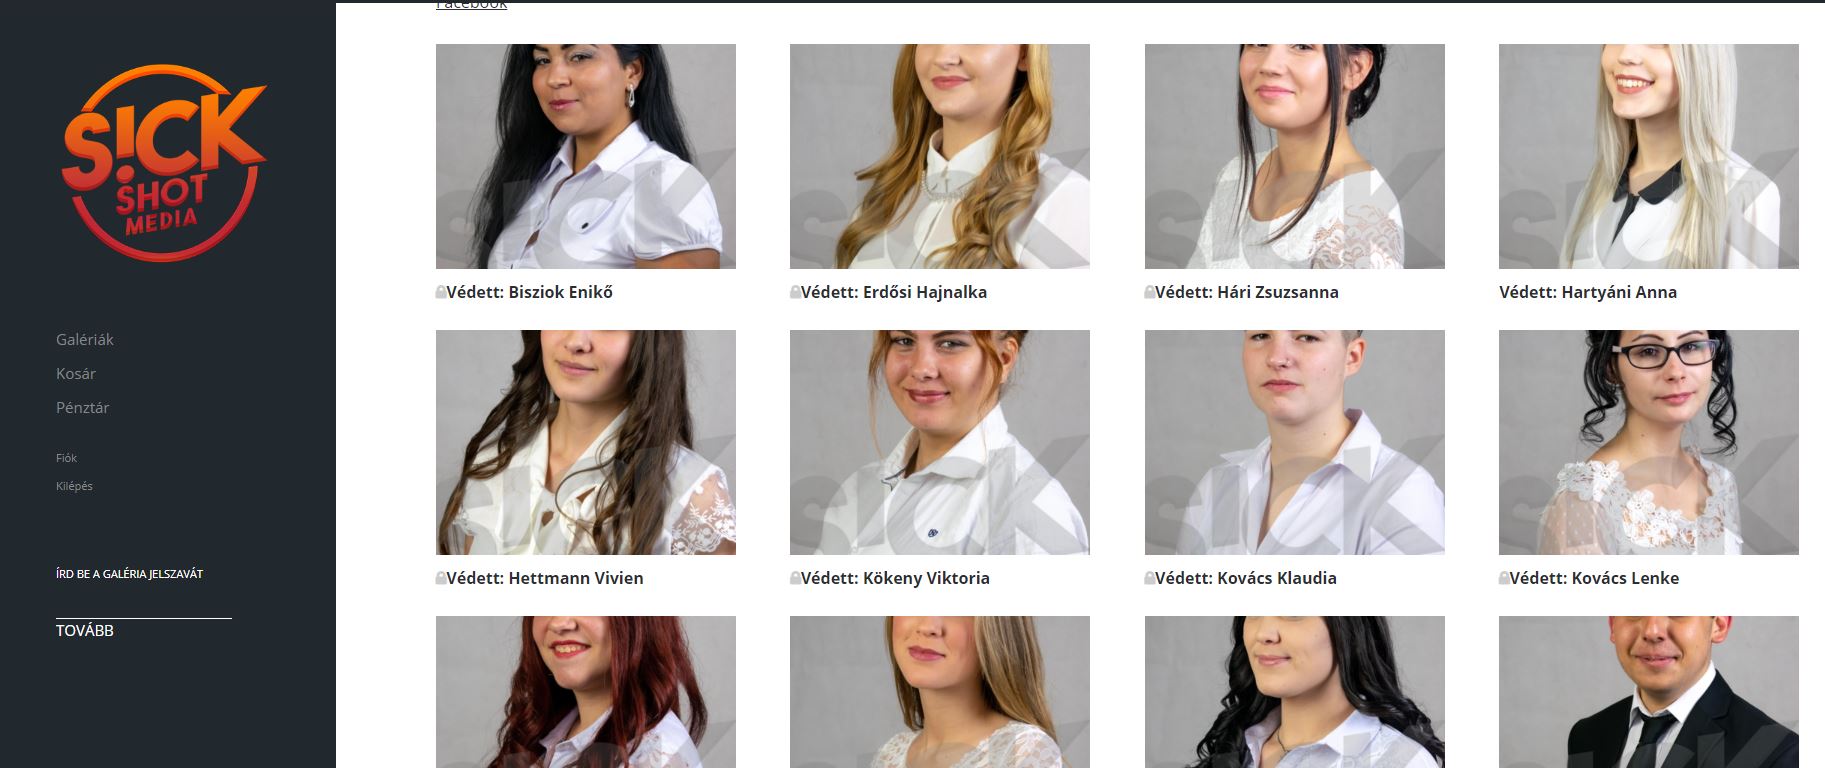 SiCK
SHOT
MEDIA
Galériák
Kosár
Pénztár
Fiók
Kilépés
ÍRD BE A GALÉRIA JELSZAVÁT
TOVÁBB
Facebook
Védett: Bisziok Enikő
Védett: Erdősi Hajnalka
Védett: Hári Zsuzsanna
Védett: Hartyáni Anna
Védett: Hettmann Vivien
Védett: Kökeny Viktoria
Védett: Kovács Klaudia
Védett: Kovács Lenke